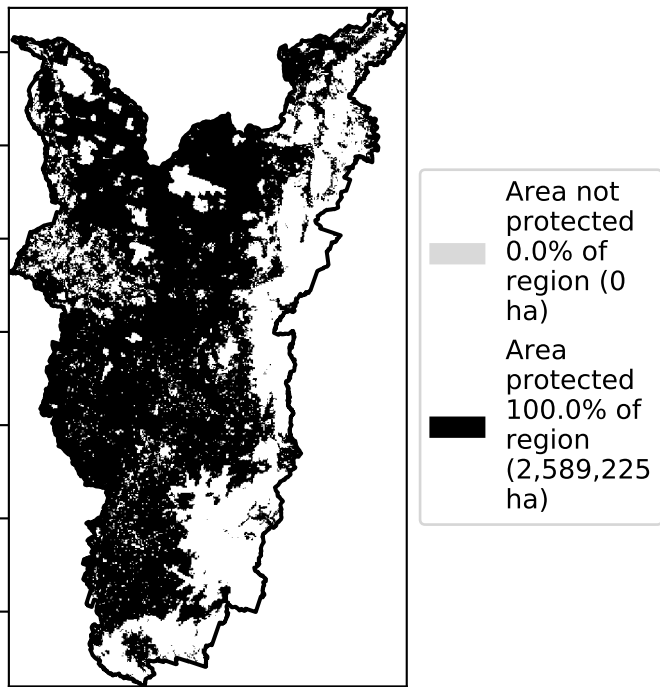 Area not
protected
0.0% of
region (0
ha)
Area
protected
100.0% of
region
(2,589,225
ha)